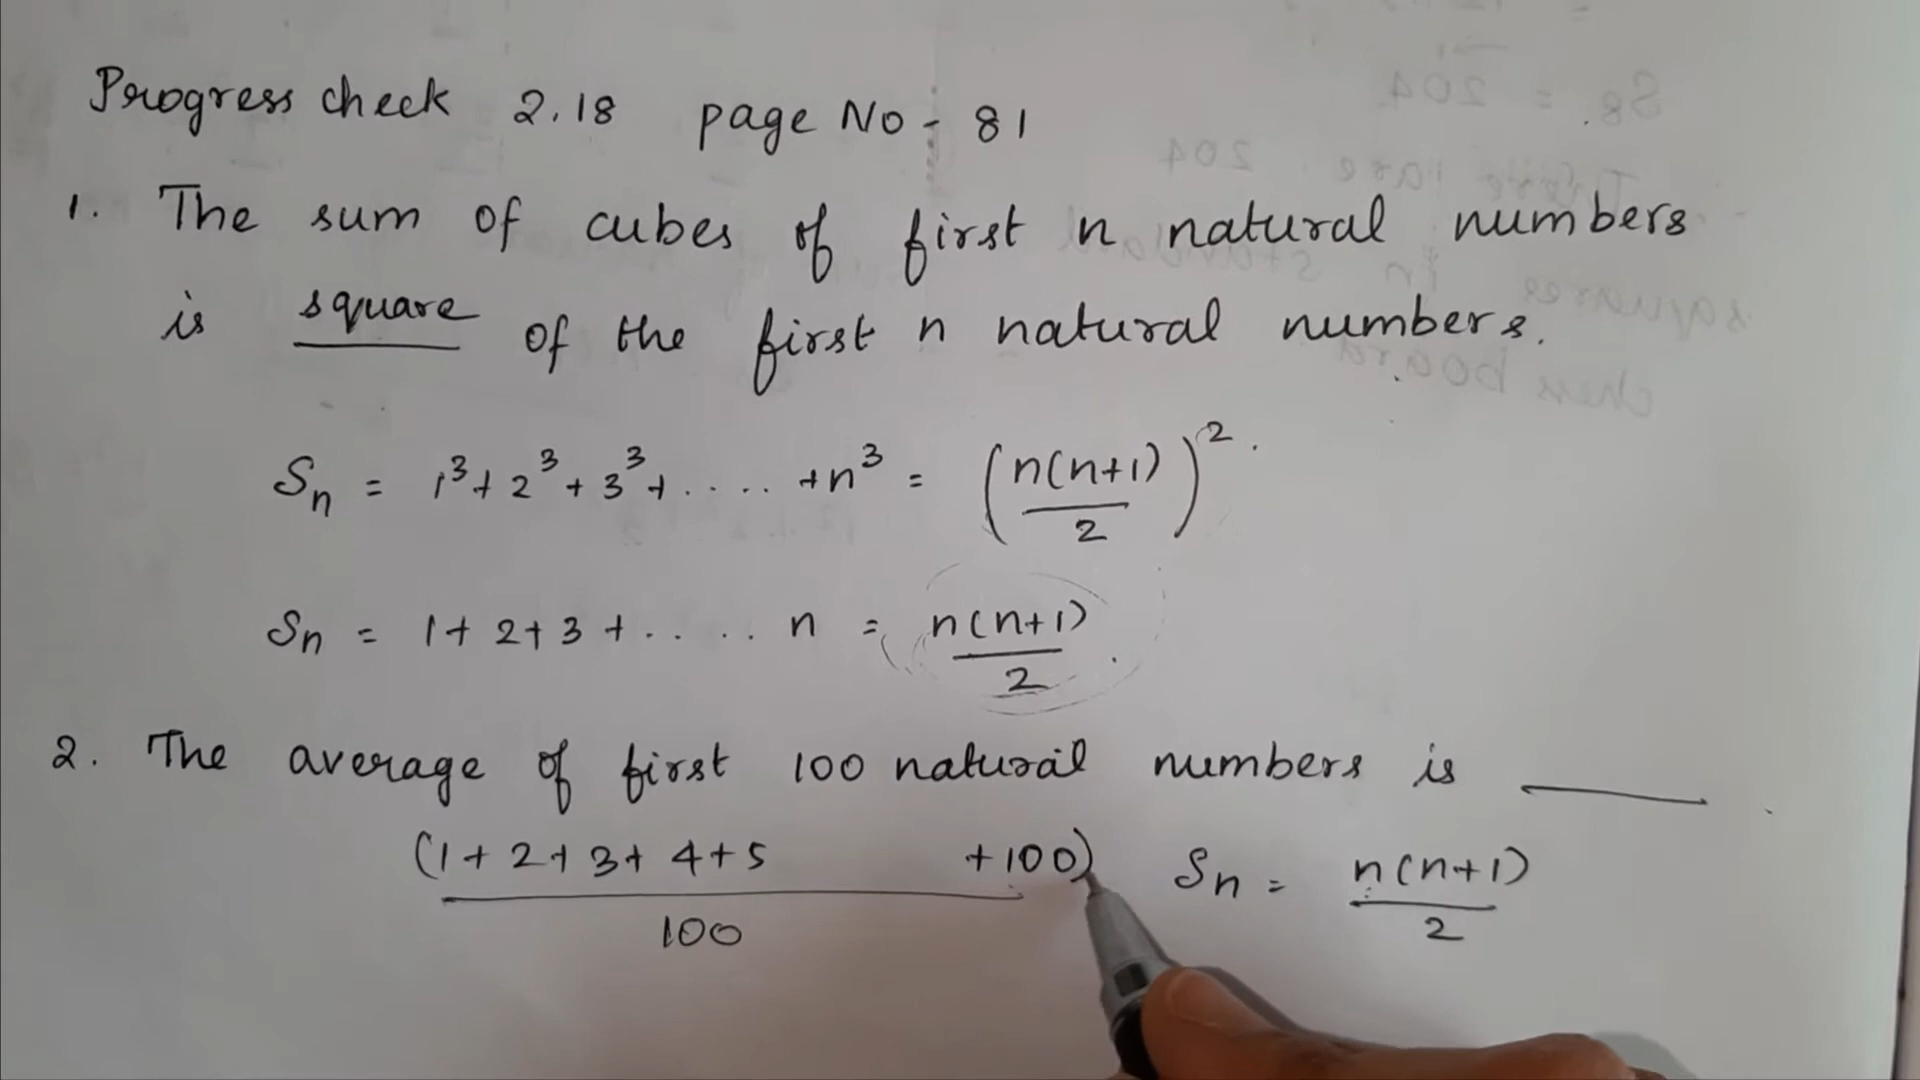 Progress check 2.18 page No - 81
1. The sum of cubes of first n natural numbers
is square of the first n natural numbers.
Sn = 1³ + 2³ + 3³ + ..... + n³ = (n(n+1)/2)².
Sn = 1 + 2 + 3 + ..... n = n(n+1)/2.
2. The average of first 100 natural numbers is ____.
(1 + 2 + 3 + 4 + 5 + 100)/100 Sn = n(n+1)/2